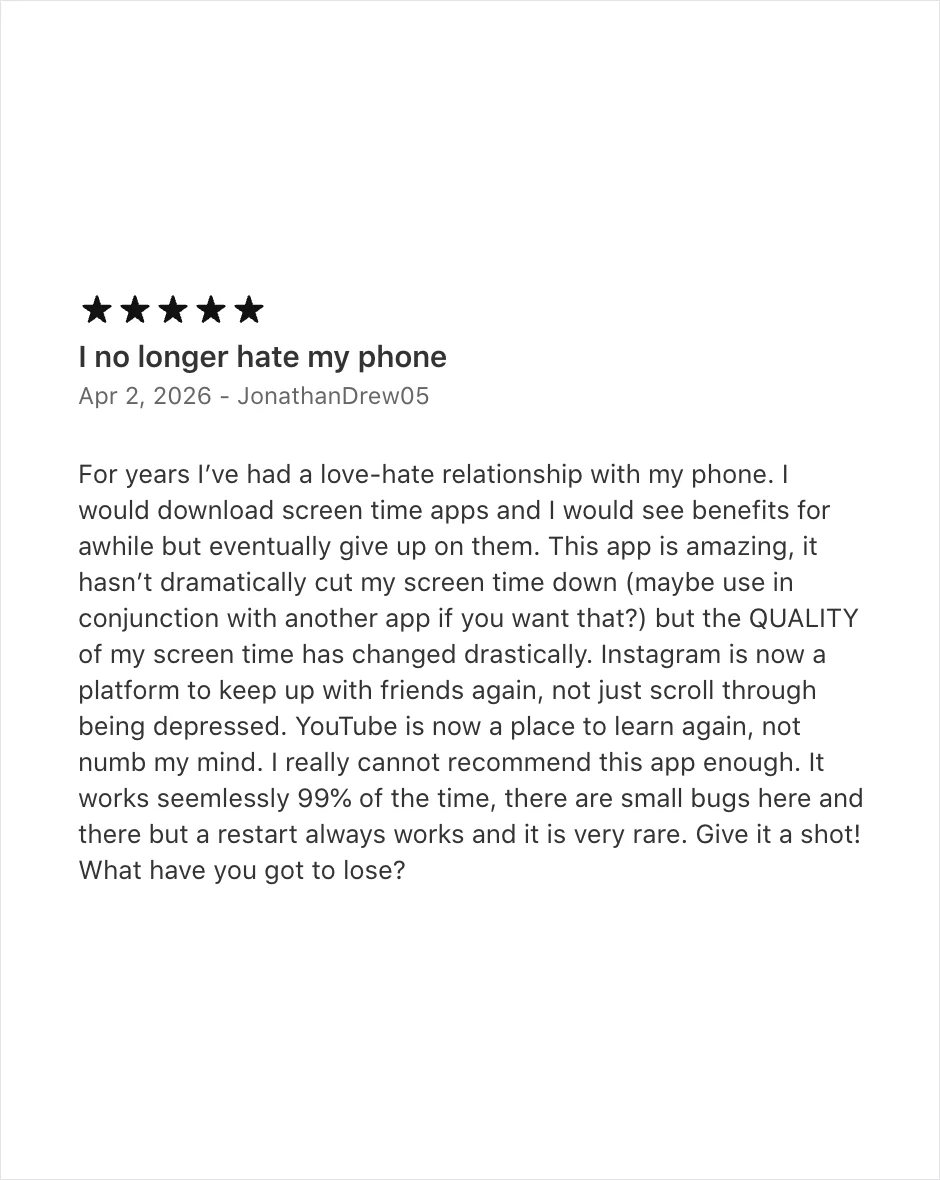 ★★★★★
I no longer hate my phone
Apr 2, 2026 - JonathanDrew05
For years I’ve had a love-hate relationship with my phone. I
would download screen time apps and I would see benefits for
awhile but eventually give up on them. This app is amazing, it
hasn’t dramatically cut my screen time down (maybe use in
conjunction with another app if you want that?) but the QUALITY
of my screen time has changed drastically. Instagram is now a
platform to keep up with friends again, not just scroll through
being depressed. YouTube is now a place to learn again, not
numb my mind. I really cannot recommend this app enough. It
works seemlessly 99% of the time, there are small bugs here and
there but a restart always works and it is very rare. Give it a shot!
What have you got to lose?